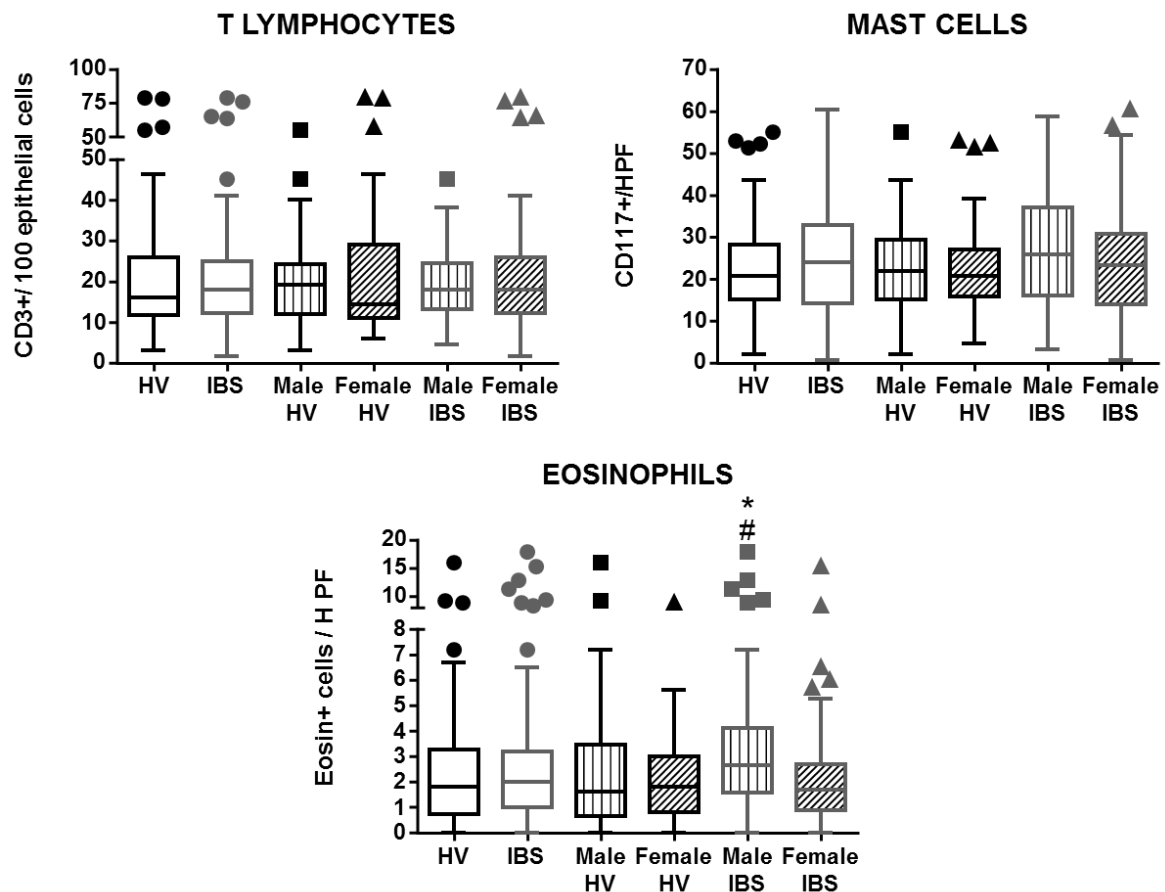 T LYMPHOCYTES
CD3+/ 100 epithelial cells
100
75
50
50
40
30
20
10
0
HV
IBS
Male
HV
Female
HV
Male
IBS
Female
IBS
MAST CELLS
CD117+/HPF
70
60
50
40
30
20
10
0
HV
IBS
Male
HV
Female
HV
Male
IBS
Female
IBS
EOSINOPHILS
Eosin+ cells / H PF
*
#
20
15
10
8
7
6
5
4
3
2
1
0
HV
IBS
Male
HV
Female
HV
Male
IBS
Female
IBS